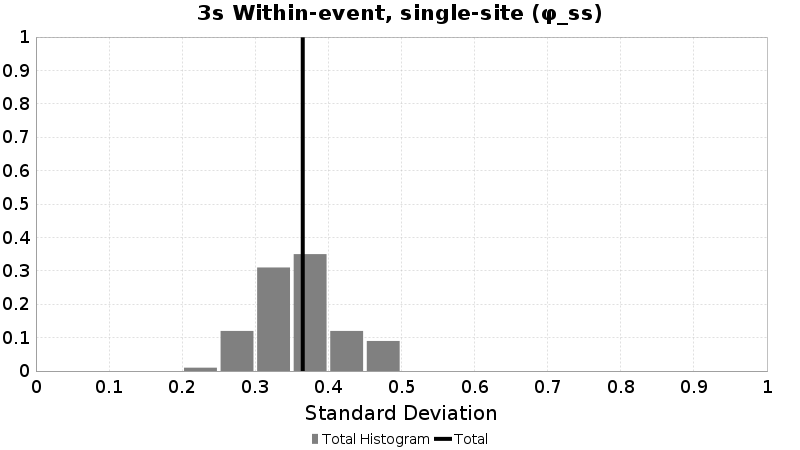 3s Within-event, single-site (φ_ss)
1
0.9
0.8
0.7
0.6
0.5
0.4
0.3
0.2
0.1
0
0 0.1 0.2 0.3 0.4 0.5 0.6 0.7 0.8 0.9 1
Standard Deviation
Total Histogram Total